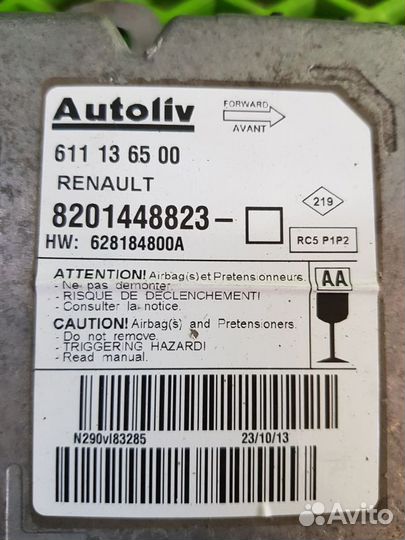 Autoliv
FORWARD
AVANT
611 13 65 00
RENAULT
219
8201448823-
HW: 628184800A
RC5 P1P2
ATTENTION! Airbag(s) et Pretensionneurs.
- Ne pas demonter.
- RISQUE DE DECLENCHEMENT!
- Consulter la notice.
AA
CAUTION! Airbag(s) and Pretensioners.
- Do not remove.
- TRIGGERING HAZARD!
- Read manual.
N290vl83285
23/10/13
Avito